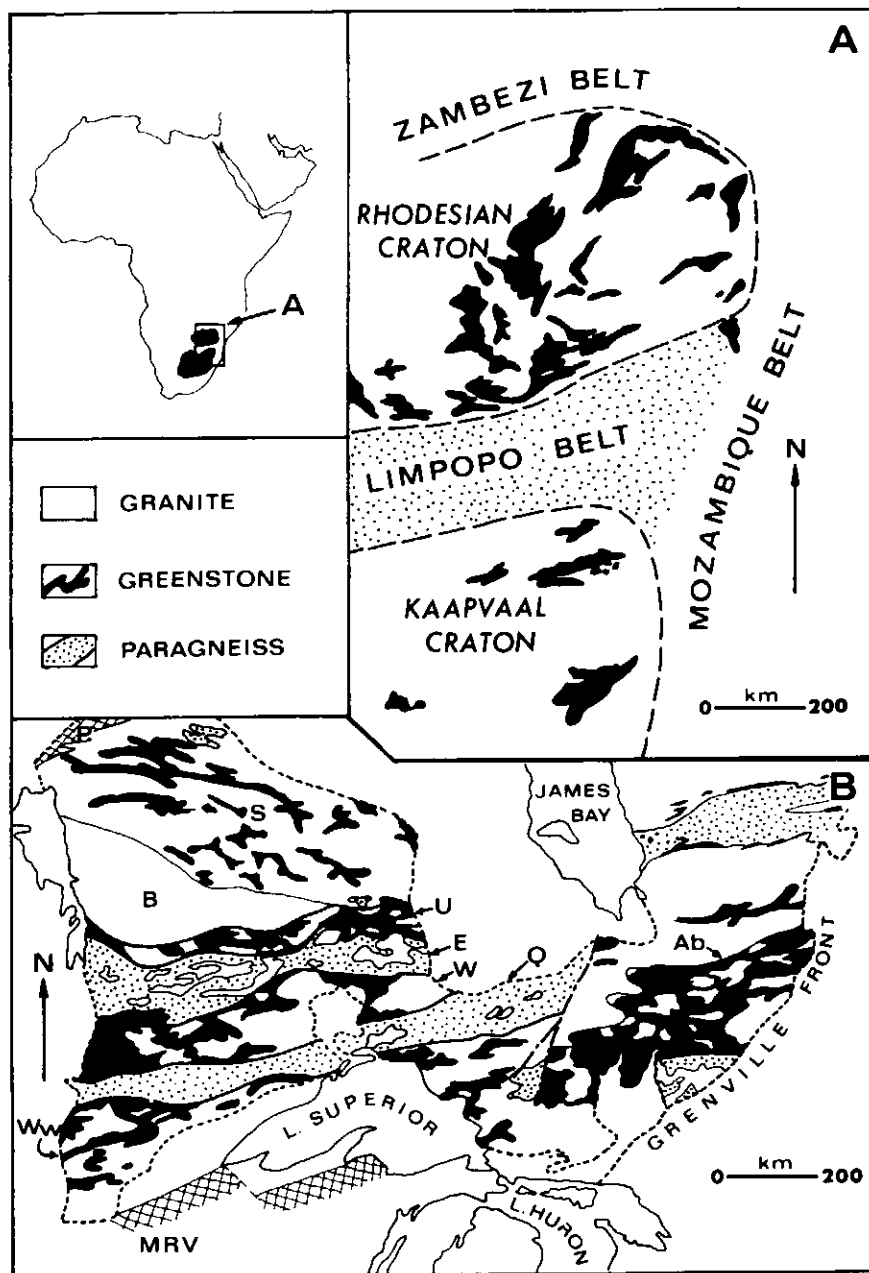 A
ZAMBEZI BELT
RHODESIAN
CRATON
A
LIMPOPO BELT
MOZAMBIQUE BELT
N
KAAPVAAL
CRATON
km
0 200
GRANITE
GREENSTONE
PARAGNEISS
B
P
S
B
U
E
W
Q
JAMES
BAY
Ab
N
Ww
L. SUPERIOR
GRENVILLE FRONT
km
0 200
L. HURON
MRV